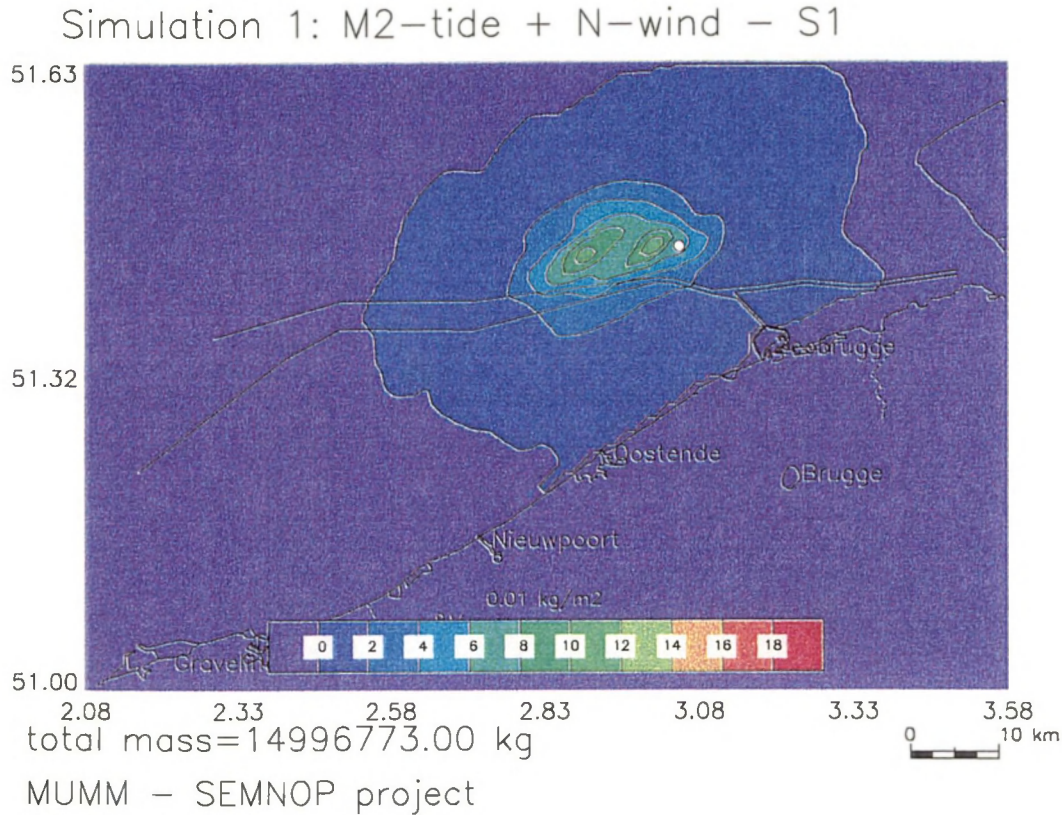 Simulation 1: M2-tide + N-wind - S1
51.63
51.32
Zeebrugge
Oostende
Brugge
Nieuwpoort
0.01 kg/m2
0 2 4 6 8 10 12 14 16 18
51.00
2.08 2.33 2.58 2.83 3.08 3.33 3.58
total mass=14996773.00 kg
0 10 km
MUMM - SEMNOP project